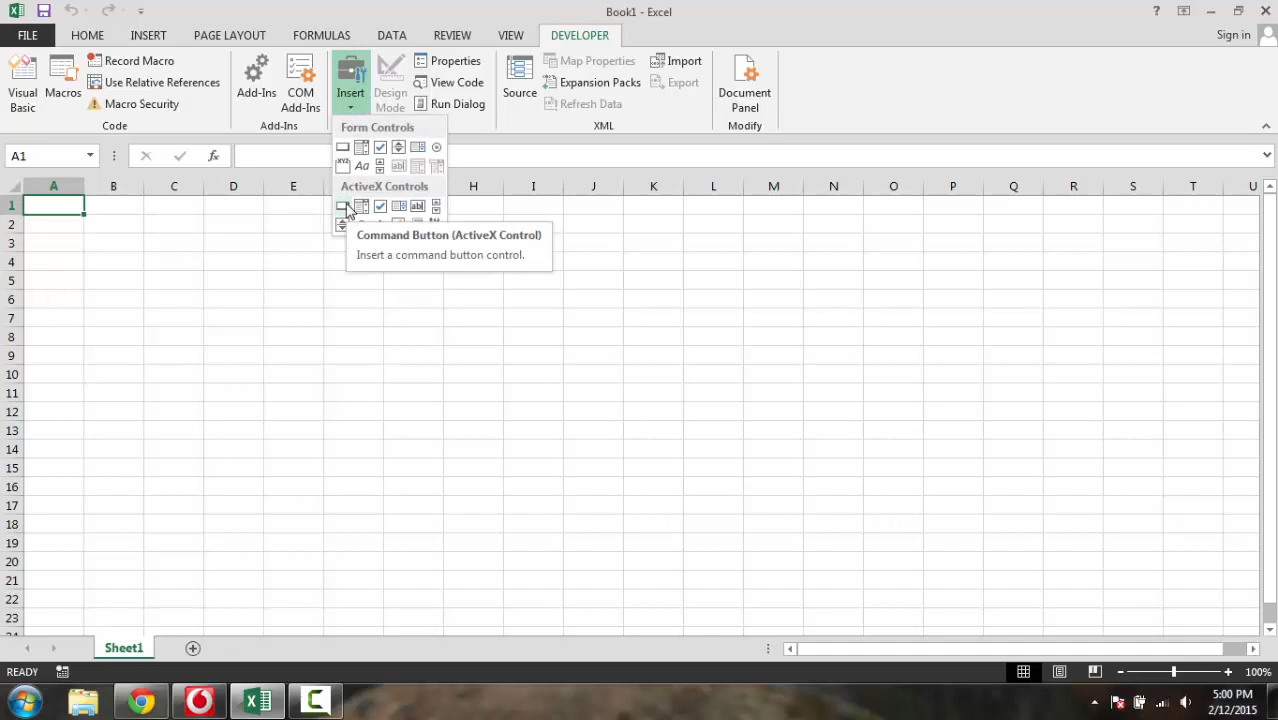 Book1 - Excel
?
FILE HOME INSERT PAGE LAYOUT FORMULAS DATA REVIEW VIEW DEVELOPER Sign in
Visual Basic
Macros
Record Macro
Use Relative References
Macro Security
Code
Add-Ins
COM Add-Ins
Add-Ins
Insert
Design Mode
Properties
View Code
Run Dialog
Source
Map Properties
Expansion Packs
Refresh Data
Import
Export
XML
Document Panel
Modify
Form Controls
XYZ Aa ab|
ActiveX Controls
ab|
Command Button (ActiveX Control)
Insert a command button control.
A1 fx
A B C D E H I J K L M N O P Q R S T U
1
2
3
4
5
6
7
8
9
10
11
12
13
14
15
16
17
18
19
20
21
22
23
24
Sheet1
READY 100%
5:00 PM
2/12/2015